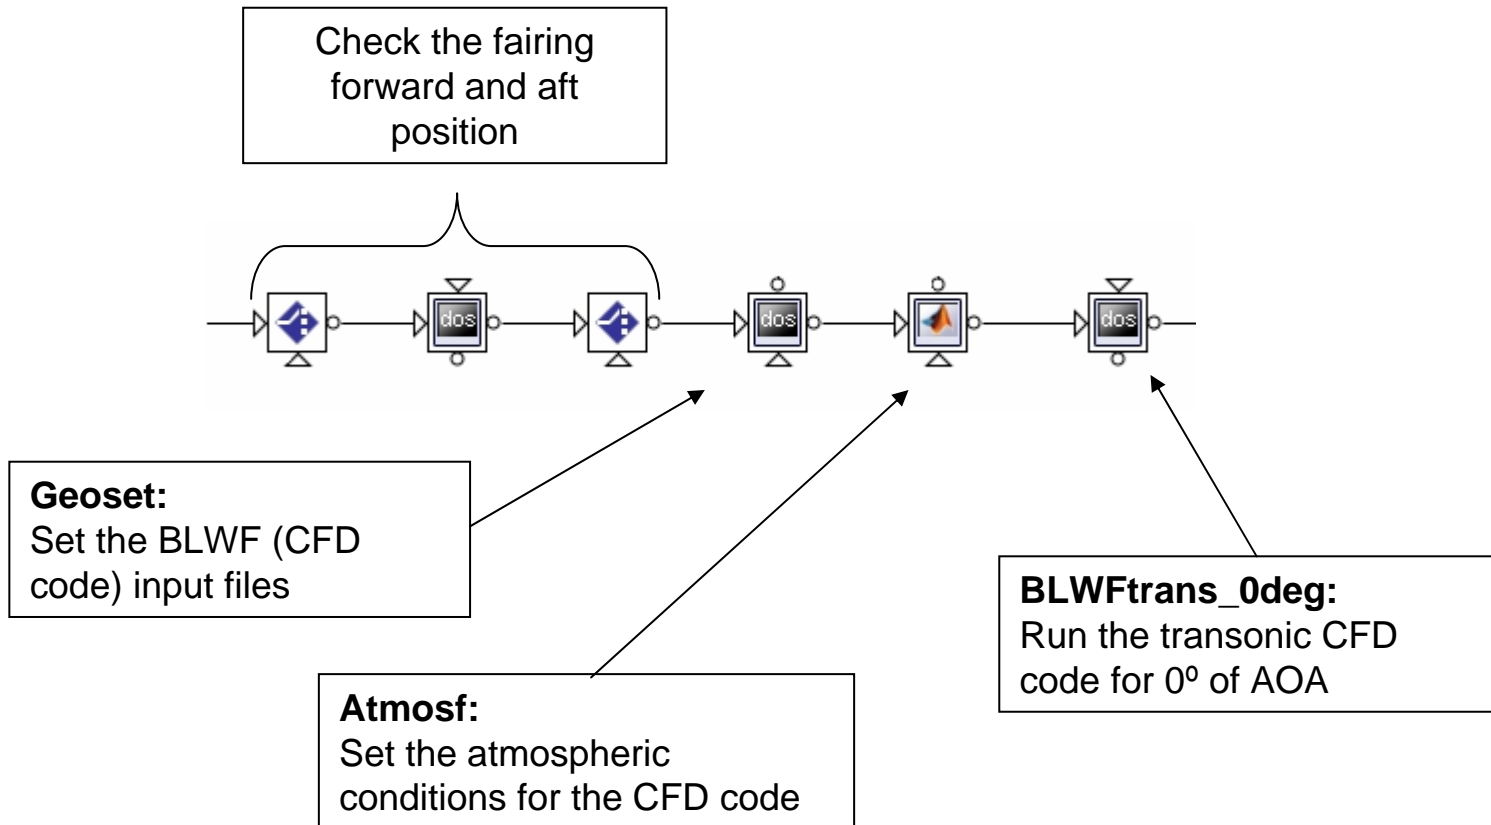 Check the fairing
forward and aft
position
dos
dos
dos
Geoset:
Set the BLWF (CFD
code) input files
Atmosf:
Set the atmospheric
conditions for the CFD code
BLWFtrans_0deg:
Run the transonic CFD
code for 0º of AOA